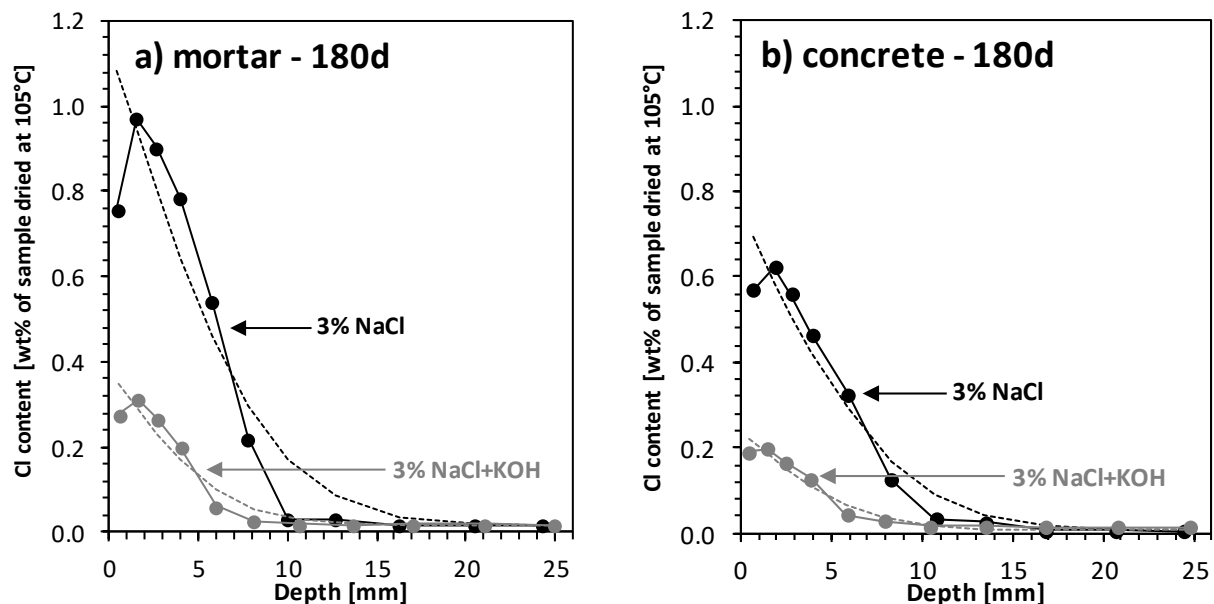 a) mortar - 180d
Cl content [wt% of sample dried at 105°C]
1.2
1.0
0.8
0.6
0.4
0.2
0.0
3% NaCl
3% NaCl+KOH
0 5 10 15 20 25
Depth [mm]
b) concrete - 180d
Cl content [wt% of sample dried at 105°C]
1.2
1.0
0.8
0.6
0.4
0.2
0.0
3% NaCl
3% NaCl+KOH
0 5 10 15 20 25
Depth [mm]